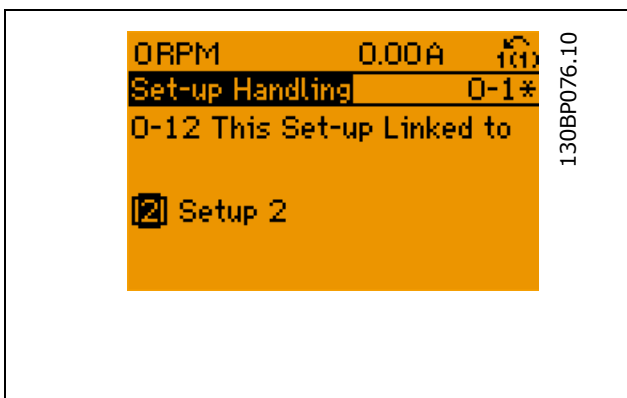 0RPM 0.00A 1(1)
Set-up Handling 0-1*
0-12 This Set-up Linked to
[2] Setup 2
130BP076.10